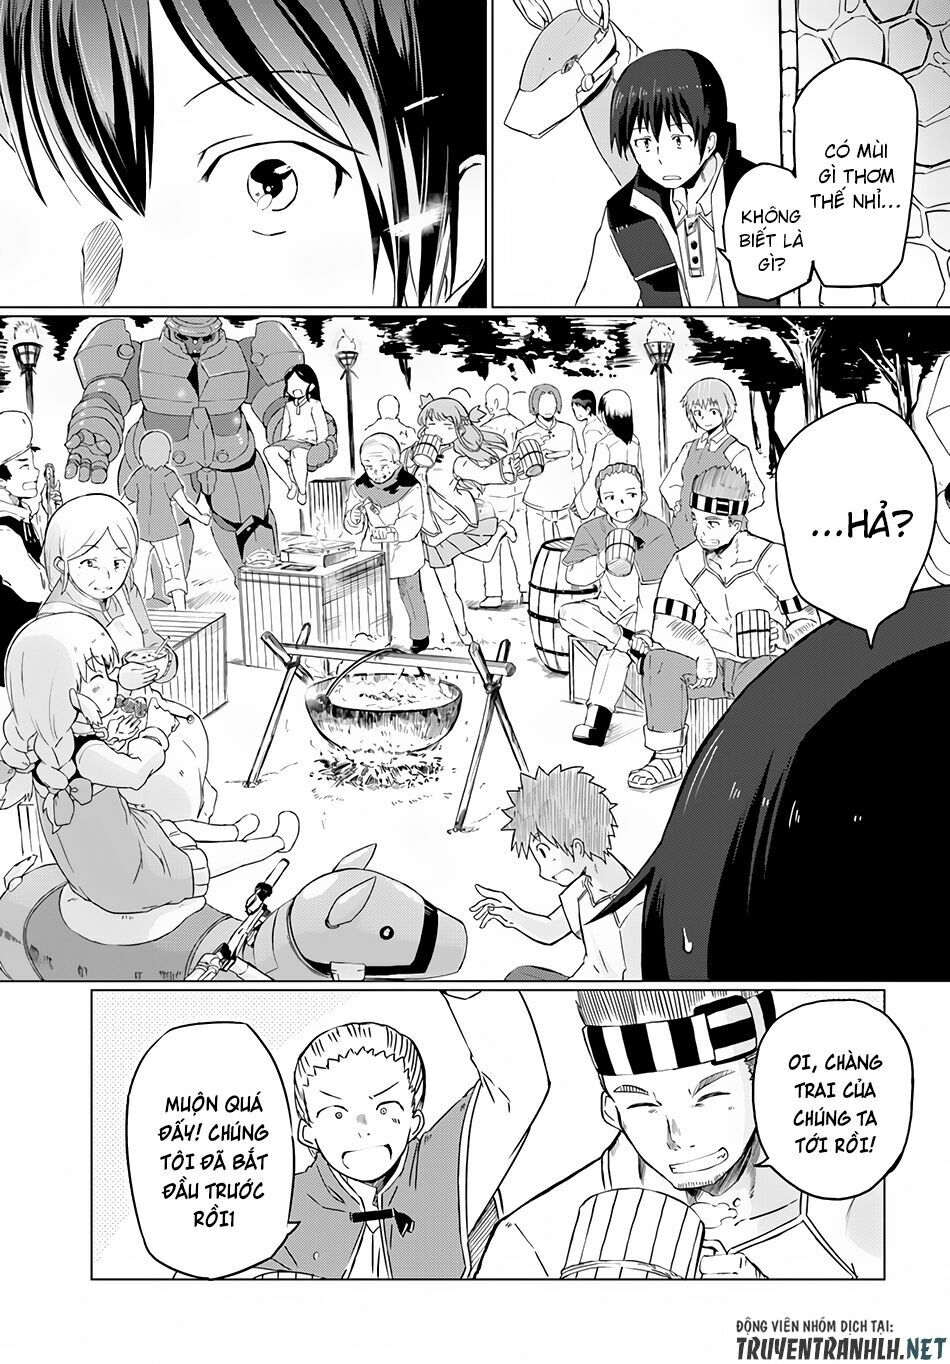 CÓ MÙI
GÌ THƠM
THẾ NHỈ...
KHÔNG
BIẾT LÀ
GÌ?
...HẢ?
OI, CHÀNG
TRAI CỦA
CHÚNG TA
TỚI RỒI!
MUỘN QUÁ
ĐẤY! CHÚNG
TÔI ĐÃ BẮT
ĐẦU TRƯỚC
RỒI1
ĐỘNG VIÊN NHÓM DỊCH TẠI:
TRUYENTRANHLH.NET